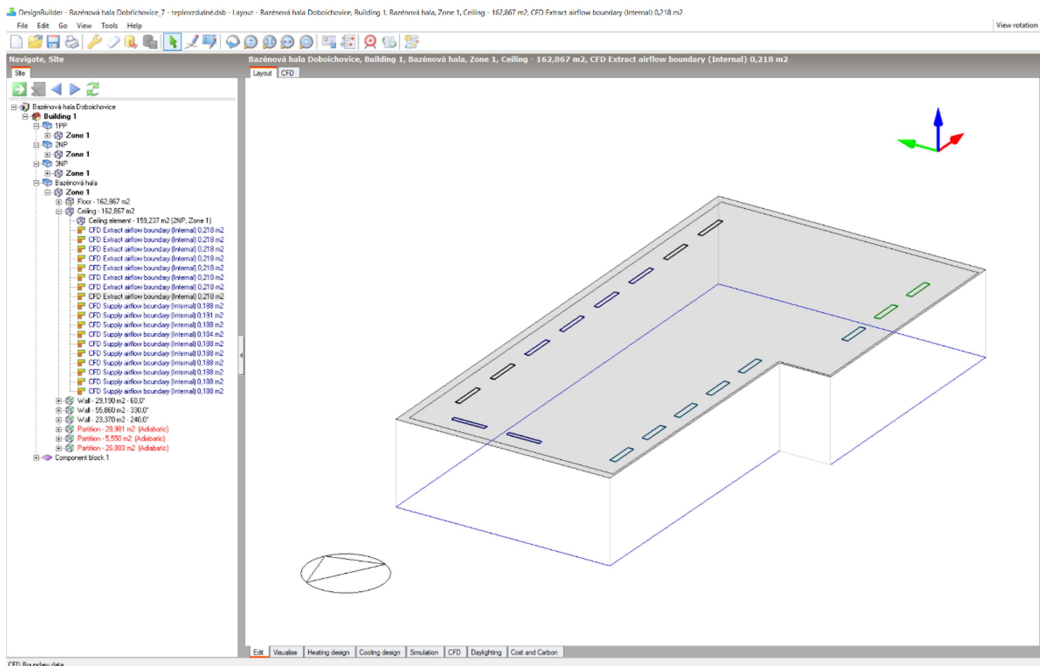 DesignBuilder - Bazénová hala Dobřichovice_7 - teplovzdušné.dsb - Layout - Bazénová hala Doboichovice, Building 1, Bazénová hala, Zone 1, Ceiling - 162,867 m2, CFD Extract airflow boundary (Internal) 0,218 m2
File Edit Go View Tools Help
View rotation
Navigate, Site
Bazénová hala Doboichovice, Building 1, Bazénová hala, Zone 1, Ceiling - 162,867 m2, CFD Extract airflow boundary (Internal) 0,218 m2
Site
Layout CFD
Bazénová hala Doboichovice
Building 1
1PP
Zone 1
2NP
Zone 1
3NP
Zone 1
Bazénová hala
Zone 1
Floor - 162,867 m2
Ceiling - 162,867 m2
Ceiling element - 159,237 m2 (2NP, Zone 1)
CFD Extract airflow boundary (Internal) 0,218 m2
CFD Extract airflow boundary (Internal) 0,218 m2
CFD Extract airflow boundary (Internal) 0,218 m2
CFD Extract airflow boundary (Internal) 0,218 m2
CFD Extract airflow boundary (Internal) 0,218 m2
CFD Extract airflow boundary (Internal) 0,218 m2
CFD Extract airflow boundary (Internal) 0,218 m2
CFD Extract airflow boundary (Internal) 0,218 m2
CFD Supply airflow boundary (Internal) 0,188 m2
CFD Supply airflow boundary (Internal) 0,191 m2
CFD Supply airflow boundary (Internal) 0,188 m2
CFD Supply airflow boundary (Internal) 0,184 m2
CFD Supply airflow boundary (Internal) 0,188 m2
CFD Supply airflow boundary (Internal) 0,188 m2
CFD Supply airflow boundary (Internal) 0,188 m2
CFD Supply airflow boundary (Internal) 0,188 m2
CFD Supply airflow boundary (Internal) 0,188 m2
CFD Supply airflow boundary (Internal) 0,188 m2
Wall - 29,190 m2 - 60,0°
Wall - 55,860 m2 - 330,0°
Wall - 23,370 m2 - 240,0°
Partition - 28,981 m2 (Adiabatic)
Partition - 5,550 m2 (Adiabatic)
Partition - 26,880 m2 (Adiabatic)
Component block 1
Edit Visualise Heating design Cooling design Simulation CFD Daylighting Cost and Carbon
CFD Boundary data